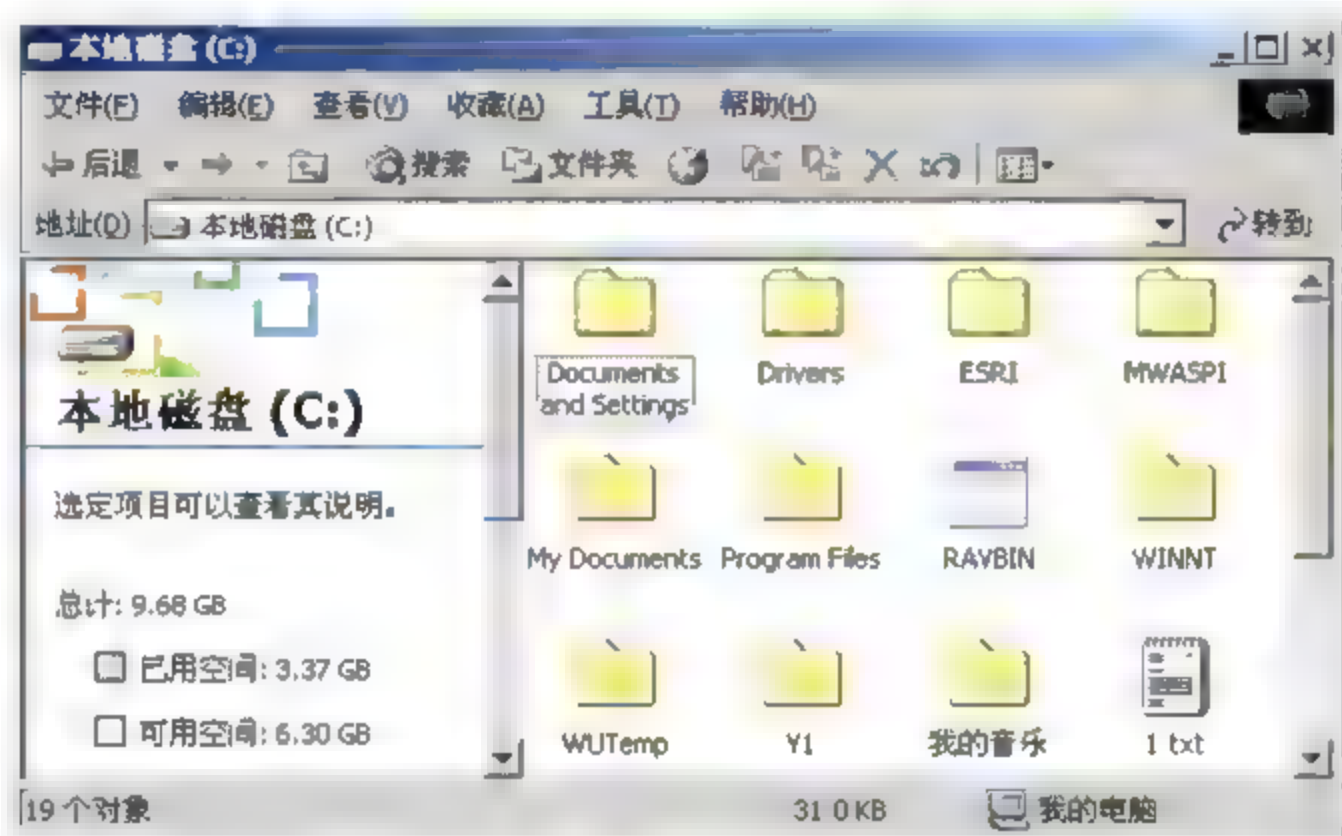 本地磁盘 (C:)
文件(F) 编辑(E) 查看(V) 收藏(A) 工具(T) 帮助(H)
后退 搜索 文件夹
地址(D) 本地磁盘 (C:) 转到
本地磁盘 (C:)
选定项目可以查看其说明。
总计: 9.68 GB
已用空间: 3.37 GB
可用空间: 6.30 GB
Documents
and Settings
Drivers
ESRI
MWASPI
My Documents
Program Files
RAVBIN
WINNT
WUTemp
Y1
我的音乐
1 txt
19 个对象
31 0 KB
我的电脑